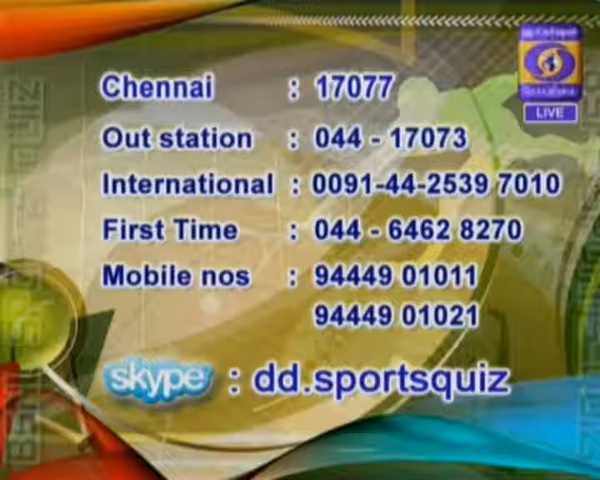 LIVE
Chennai : 17077
Out station : 044 - 17073
International : 0091-44-2539 7010
First Time : 044 - 6462 8270
Mobile nos : 94449 01011
94449 01021
skype : dd.sportsquiz